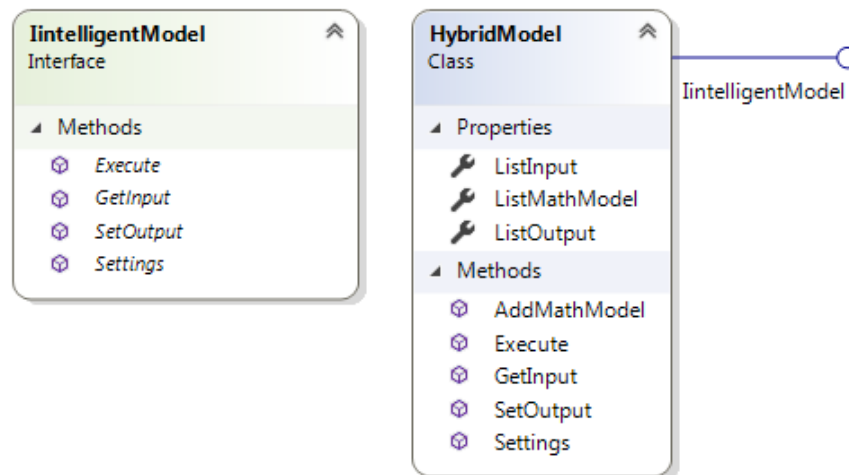 IintelligentModel
Interface
Methods
Execute
GetInput
SetOutput
Settings
HybridModel
Class
Properties
ListInput
ListMathModel
ListOutput
Methods
AddMathModel
Execute
GetInput
SetOutput
Settings
IintelligentModel